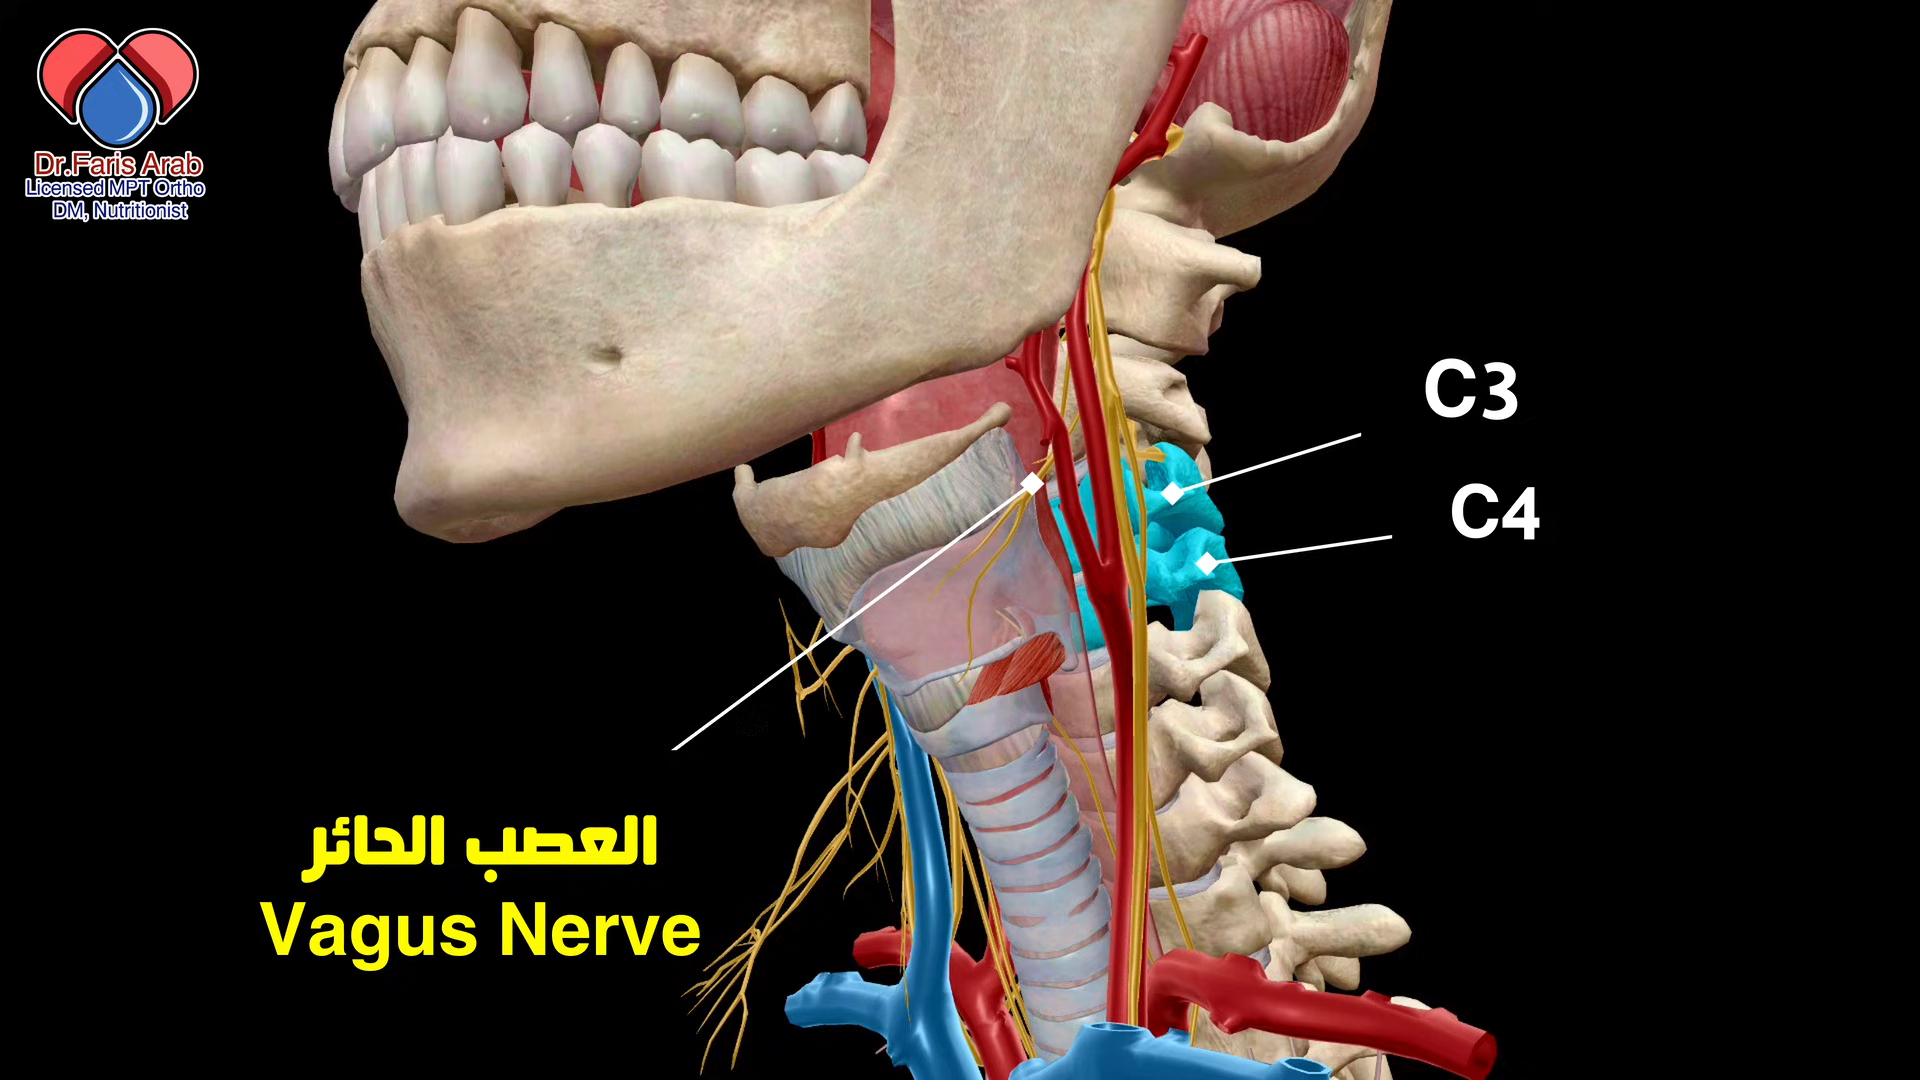 Dr.Faris Arab
Licensed MPT Ortho
DM, Nutritionist
C3
C4
العصب الحائر
Vagus Nerve